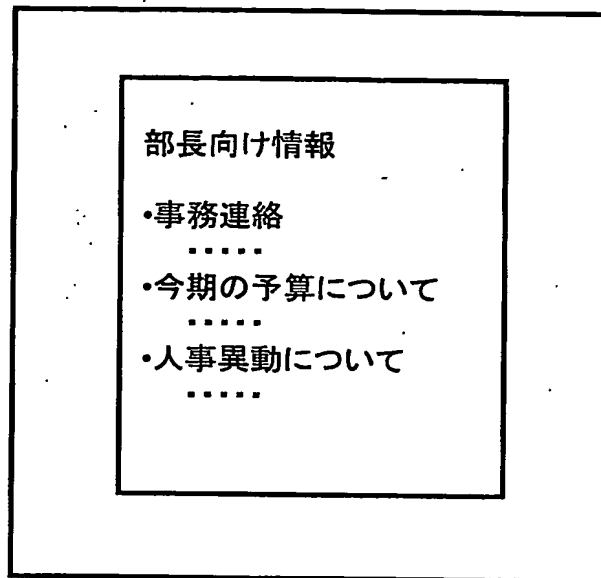 部長向け情報
・事務連絡
.....
・今期の予算について
.....
・人事異動について
.....